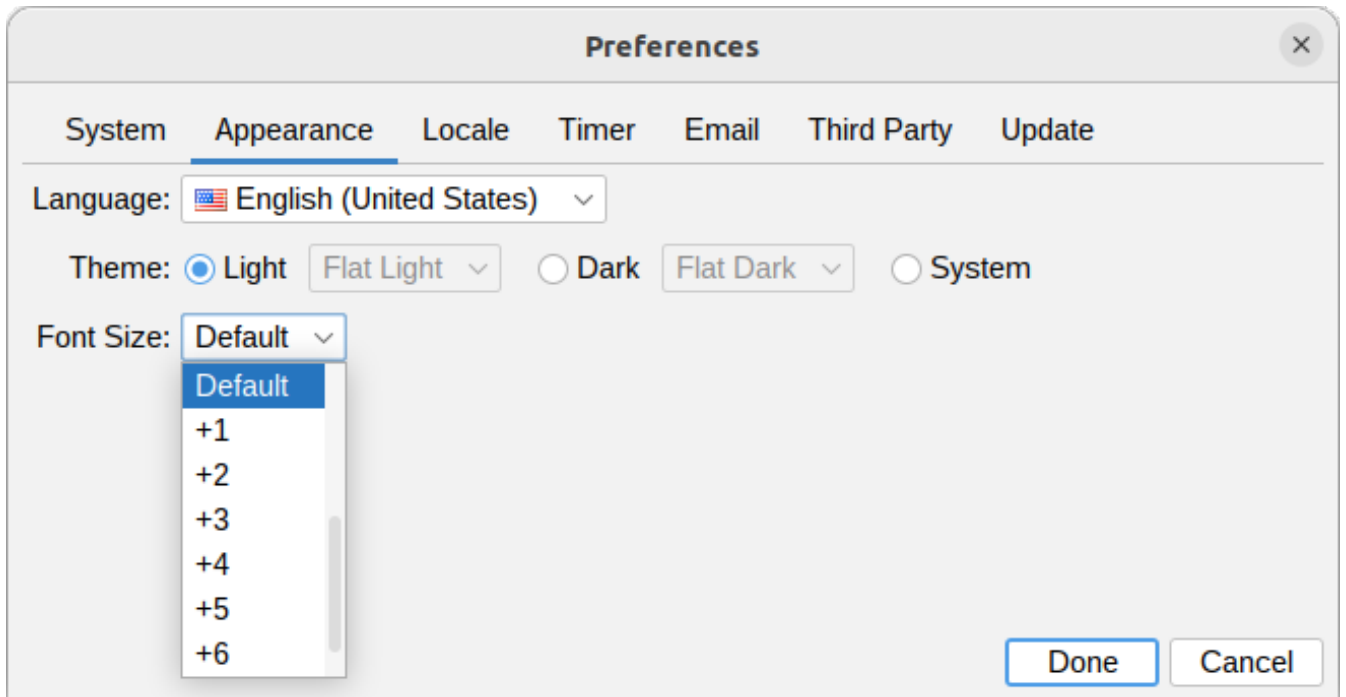 Preferences
System Appearance Locale Timer Email Third Party Update
Language: English (United States)
Theme: Light Flat Light Dark Flat Dark System
Font Size: Default
Default
+1
+2
+3
+4
+5
+6
Done Cancel